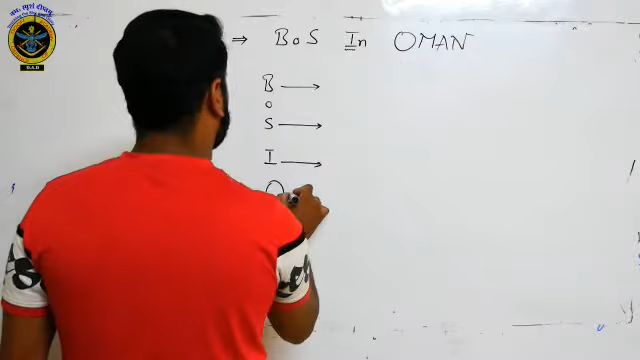 ⇒ BoS In OMAN
B →
o
S →
I →
O
D.A.D